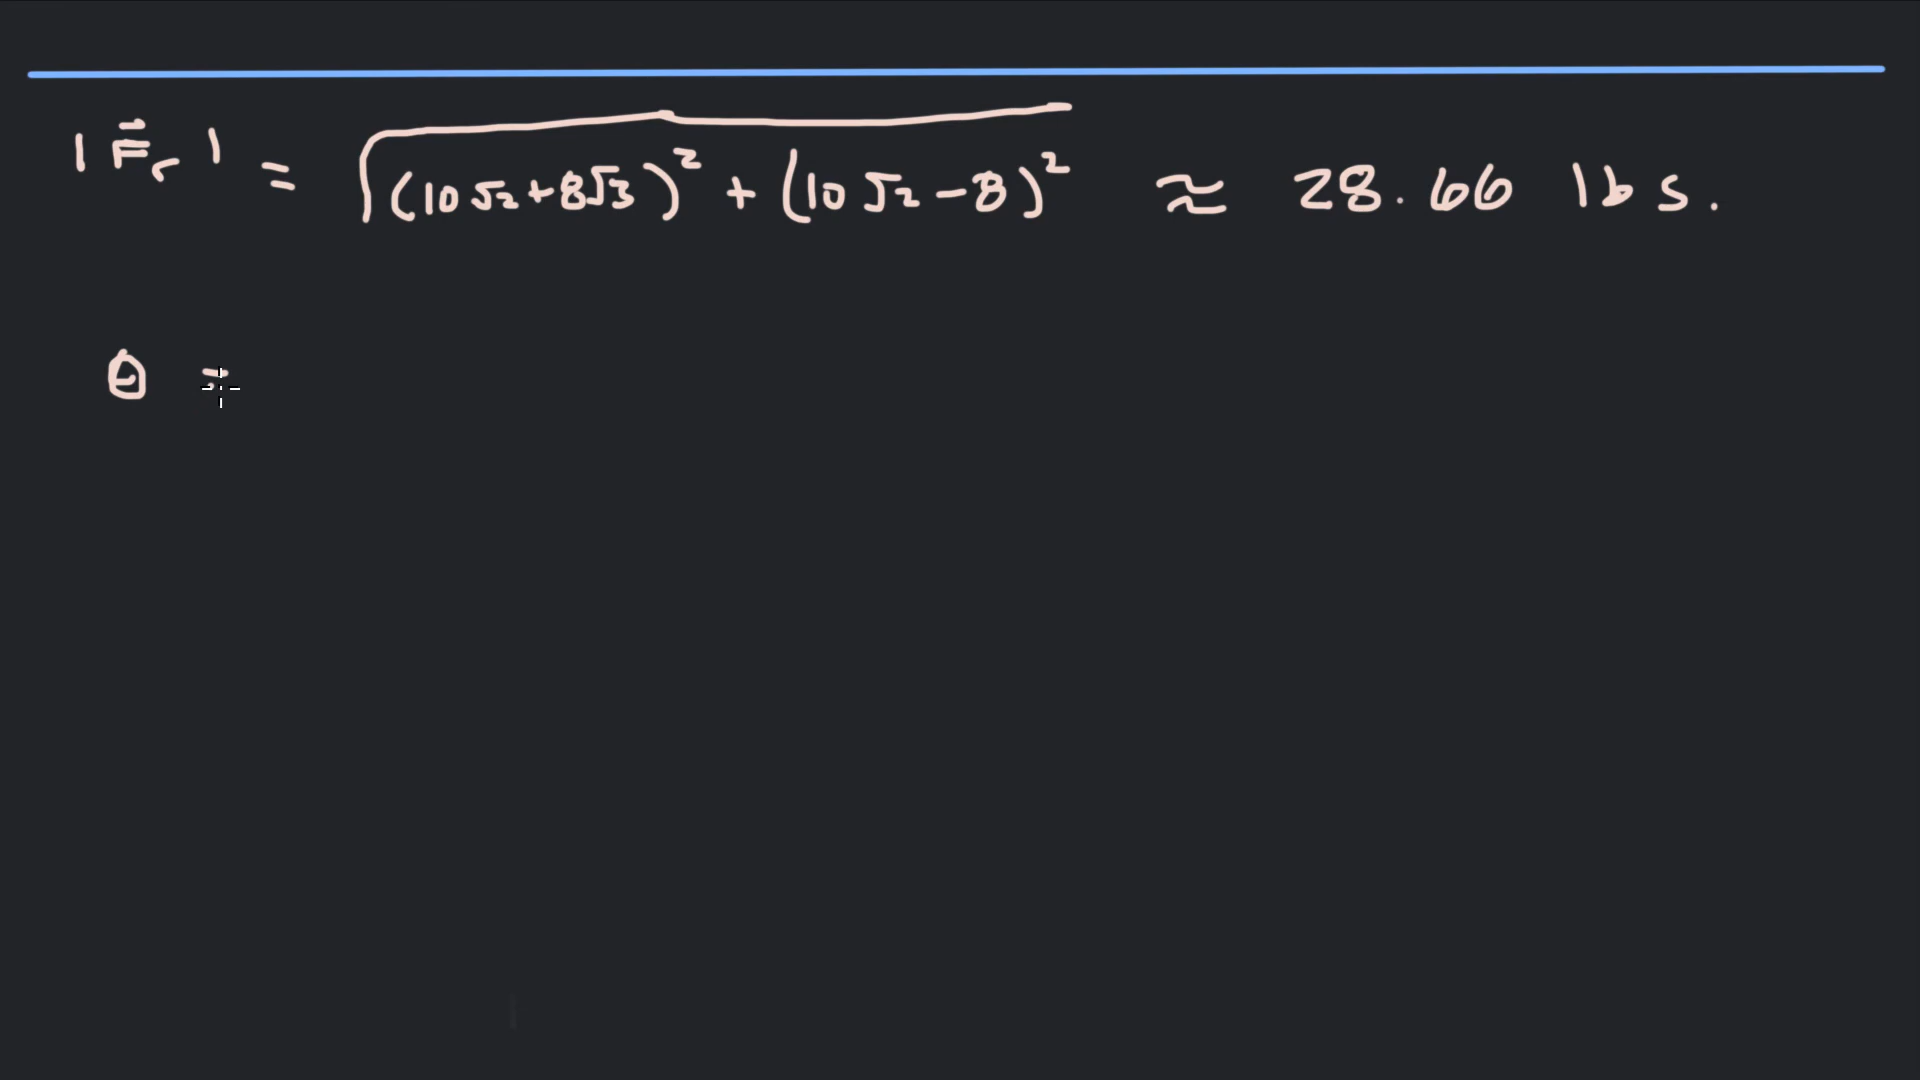 |F⃗ᵣ| = √((10√2+8√3)² + (10√2-8)²) ≈ 28.66 lbs.
θ =